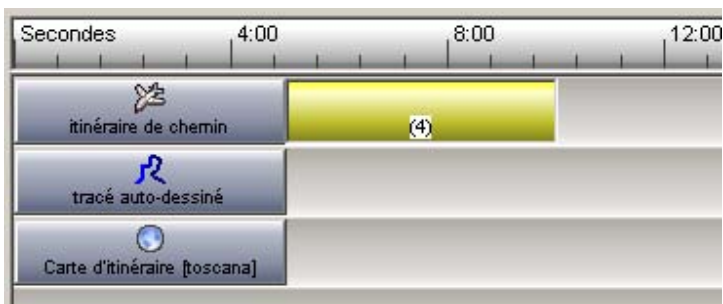 Secondes 4:00 8:00 12:00
itinéraire de chemin
(4)
tracé auto-dessiné
Carte d'itinéraire [toscana]